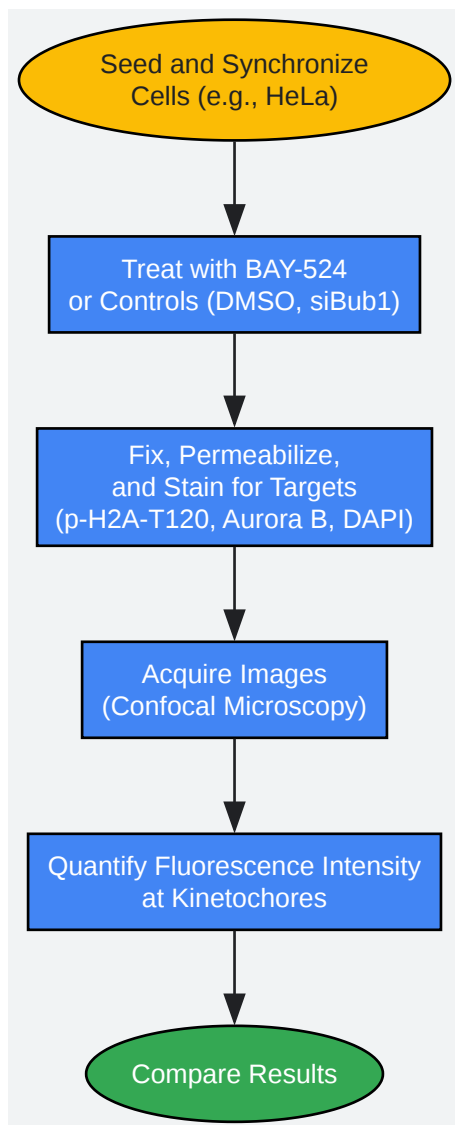 Seed and Synchronize
Cells (e.g., HeLa)
Treat with BAY-524
or Controls (DMSO, siBub1)
Fix, Permeabilize,
and Stain for Targets
(p-H2A-T120, Aurora B, DAPI)
Acquire Images
(Confocal Microscopy)
Quantify Fluorescence Intensity
at Kinetochores
Compare Results